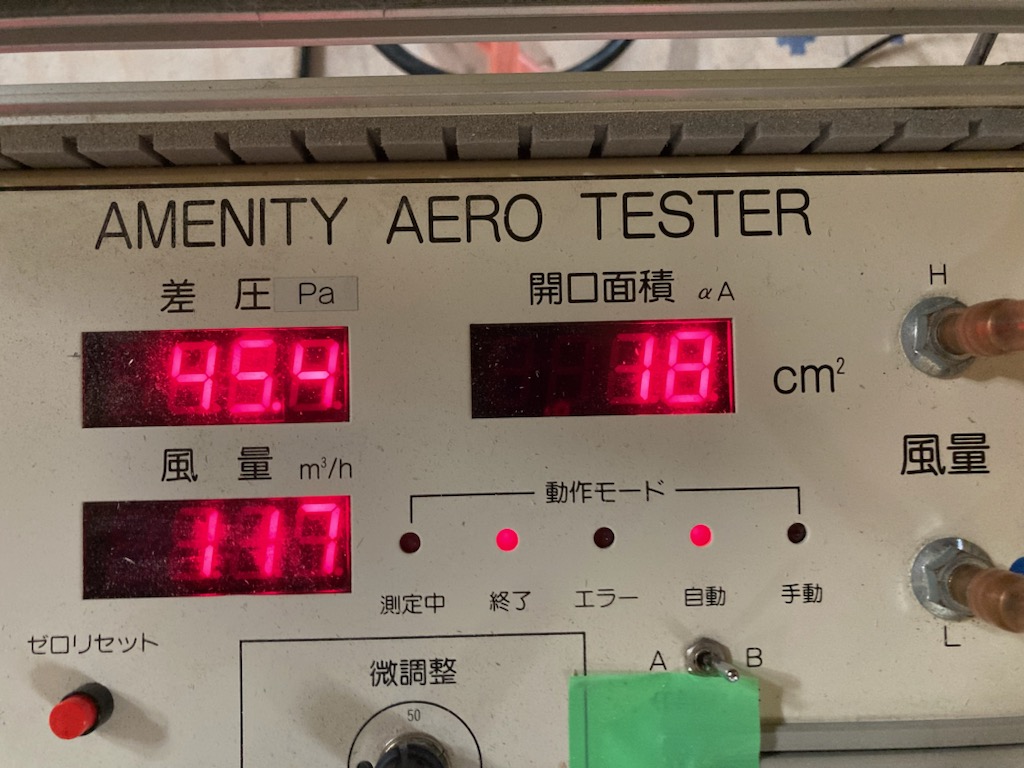 AMENITY AERO TESTER
差 圧 Pa
45.4
開口面積 αA
18 cm²
H
風 量 m³/h
117
風量
動作モード
測定中 終了 エラー 自動 手動
L
ゼロリセット
A B
微調整
50